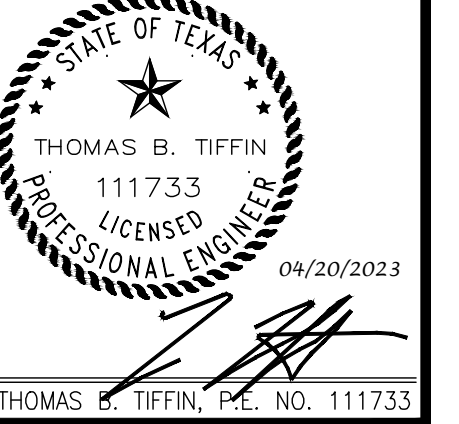 STATE OF TEXAS
THOMAS B. TIFFIN
111733
LICENSED
PROFESSIONAL ENGINEER
04/20/2023
THOMAS B. TIFFIN, P.E. NO. 111733